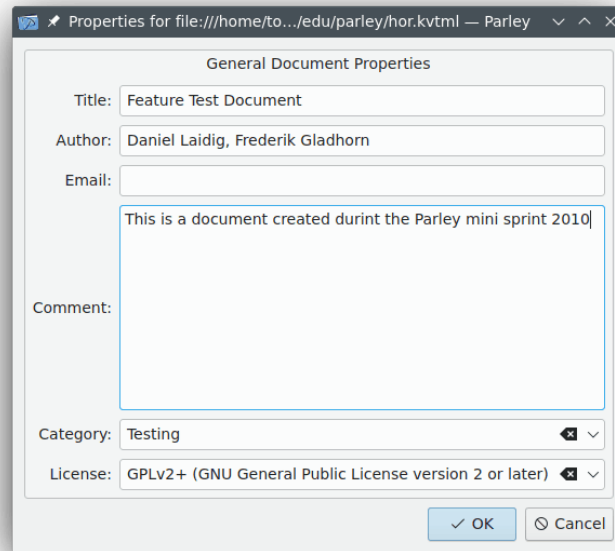 Properties for file:///home/to.../edu/parley/hor.kvtml — Parley
General Document Properties
Title: Feature Test Document
Author: Daniel Laidig, Frederik Gladhorn
Email:
This is a document created durint the Parley mini sprint 2010
Comment:
Category: Testing
License: GPLv2+ (GNU General Public License version 2 or later)
OK Cancel